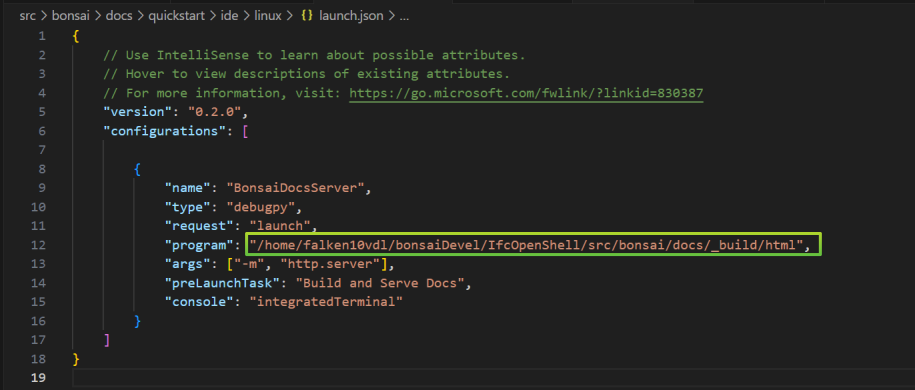 src > bonsai > docs > quickstart > ide > linux > {} launch.json > ...
1 {
2 // Use IntelliSense to learn about possible attributes.
3 // Hover to view descriptions of existing attributes.
4 // For more information, visit: https://go.microsoft.com/fwlink/?linkid=830387
5 "version": "0.2.0",
6 "configurations": [
7
8 {
9 "name": "BonsaiDocsServer",
10 "type": "debugpy",
11 "request": "launch",
12 "program": "/home/falken10vdl/bonsaiDevel/IfcOpenShell/src/bonsai/docs/_build/html",
13 "args": ["-m", "http.server"],
14 "preLaunchTask": "Build and Serve Docs",
15 "console": "integratedTerminal"
16 }
17 ]
18 }
19